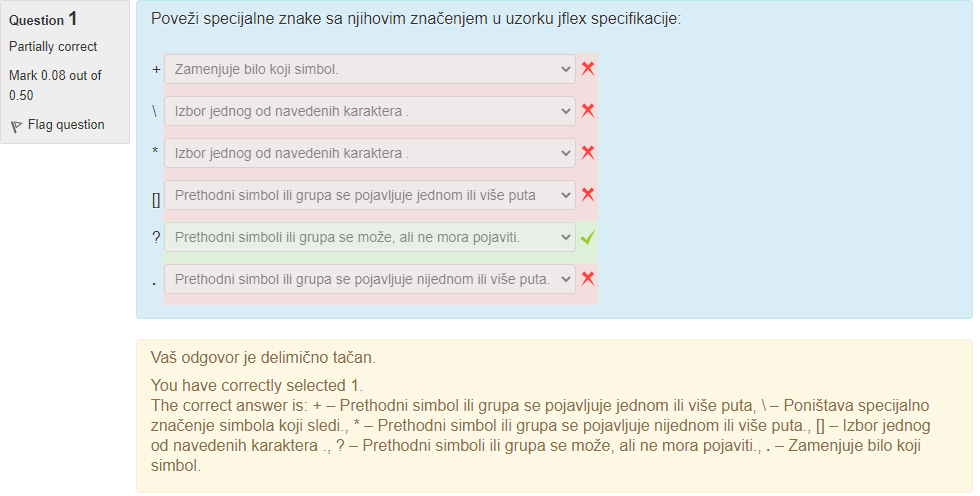 Question 1
Partially correct
Mark 0.08 out of
0.50
Flag question
Poveži specijalne znake sa njihovim značenjem u uzorku jflex specifikacije:
+ Zamenjuje bilo koji simbol.
\ Izbor jednog od navedenih karaktera .
* Izbor jednog od navedenih karaktera .
[] Prethodni simbol ili grupa se pojavljuje jednom ili više puta
? Prethodni simboli ili grupa se može, ali ne mora pojaviti.
. Prethodni simbol ili grupa se pojavljuje nijednom ili više puta.
Vaš odgovor je delimično tačan.
You have correctly selected 1.
The correct answer is: + – Prethodni simbol ili grupa se pojavljuje jednom ili više puta, \ – Poništava specijalno
značenje simbola koji sledi., * – Prethodni simbol ili grupa se pojavljuje nijednom ili više puta., [] – Izbor jednog
od navedenih karaktera ., ? – Prethodni simboli ili grupa se može, ali ne mora pojaviti., . – Zamenjuje bilo koji
simbol.